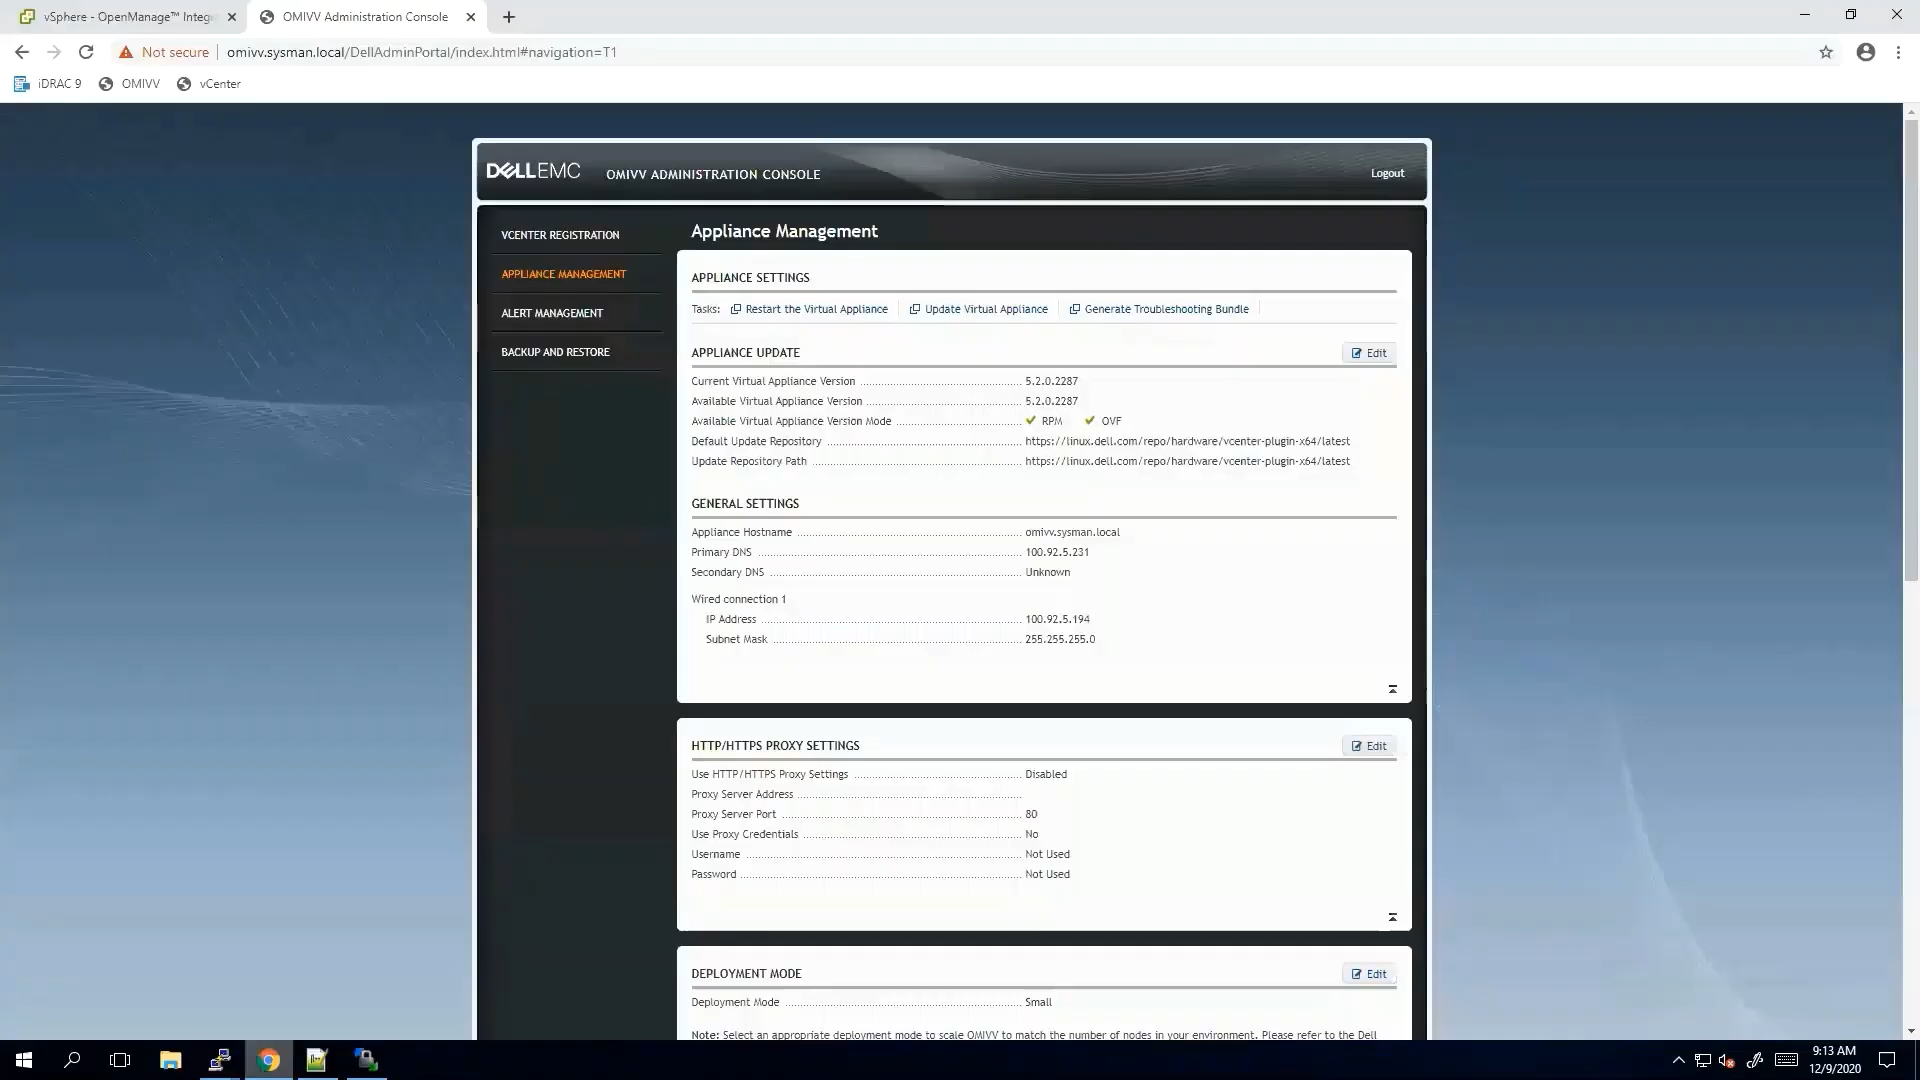 vSphere - OpenManage™ Integ
OMIVV Administration Console
Not secure
omivv.sysman.local/DellAdminPortal/index.html#navigation=T1
iDRAC 9
OMIVV
vCenter
DELLEMC
OMIVV ADMINISTRATION CONSOLE
Logout
VCENTER REGISTRATION
APPLIANCE MANAGEMENT
ALERT MANAGEMENT
BACKUP AND RESTORE
Appliance Management
APPLIANCE SETTINGS
Tasks: Restart the Virtual Appliance Update Virtual Appliance Generate Troubleshooting Bundle
APPLIANCE UPDATE Edit
Current Virtual Appliance Version 5.2.0.2287
Available Virtual Appliance Version 5.2.0.2287
Available Virtual Appliance Version Mode RPM OVF
Default Update Repository https://linux.dell.com/repo/hardware/vcenter-plugin-x64/latest
Update Repository Path https://linux.dell.com/repo/hardware/vcenter-plugin-x64/latest
GENERAL SETTINGS
Appliance Hostname omivv.sysman.local
Primary DNS 100.92.5.231
Secondary DNS Unknown
Wired connection 1
IP Address 100.92.5.194
Subnet Mask 255.255.255.0
HTTP/HTTPS PROXY SETTINGS Edit
Use HTTP/HTTPS Proxy Settings Disabled
Proxy Server Address
Proxy Server Port 80
Use Proxy Credentials No
Username Not Used
Password Not Used
DEPLOYMENT MODE Edit
Deployment Mode Small
Note: Select an appropriate deployment mode to scale OMIVV to match the number of nodes in your environment. Please refer to the Dell
9:13 AM
12/9/2020